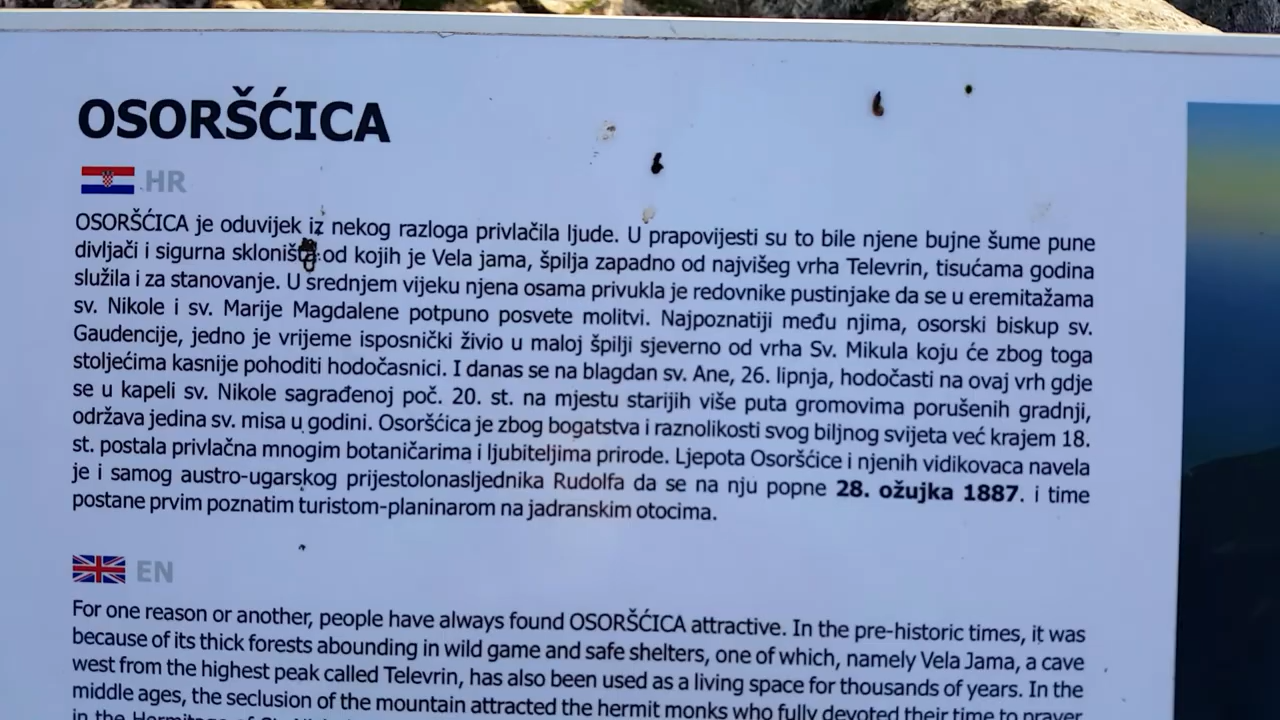 OSORŠĆICA
HR
OSORŠĆICA je oduvijek iz nekog razloga privlačila ljude. U prapovijesti su to bile njene bujne šume pune
divljači i sigurna skloništa od kojih je Vela jama, špilja zapadno od najvišeg vrha Televrin, tisućama godina
služila i za stanovanje. U srednjem vijeku njena osama privukla je redovnike pustinjake da se u eremitažama
sv. Nikole i sv. Marije Magdalene potpuno posvete molitvi. Najpoznatiji među njima, osorski biskup sv.
Gaudencije, jedno je vrijeme isposnički živio u maloj špilji sjeverno od vrha Sv. Mikula koju će zbog toga
stoljećima kasnije pohoditi hodočasnici. I danas se na blagdan sv. Ane, 26. lipnja, hodočasti na ovaj vrh gdje
se u kapeli sv. Nikole sagrađenoj poč. 20. st. na mjestu starijih više puta gromovima porušenih gradnji,
održava jedina sv. misa u godini. Osoršćica je zbog bogatstva i raznolikosti svog biljnog svijeta već krajem 18.
st. postala privlačna mnogim botaničarima i ljubiteljima prirode. Ljepota Osoršćice i njenih vidikovaca navela
je i samog austro-ugarskog prijestolonasljednika Rudolfa da se na nju popne 28. ožujka 1887. i time
postane prvim poznatim turistom-planinarom na jadranskim otocima.
EN
For one reason or another, people have always found OSORŠĆICA attractive. In the pre-historic times, it was
because of its thick forests abounding in wild game and safe shelters, one of which, namely Vela Jama, a cave
west from the highest peak called Televrin, has also been used as a living space for thousands of years. In the
middle ages, the seclusion of the mountain attracted the hermit monks who fully devoted their time to prayer
in the Hermitage of